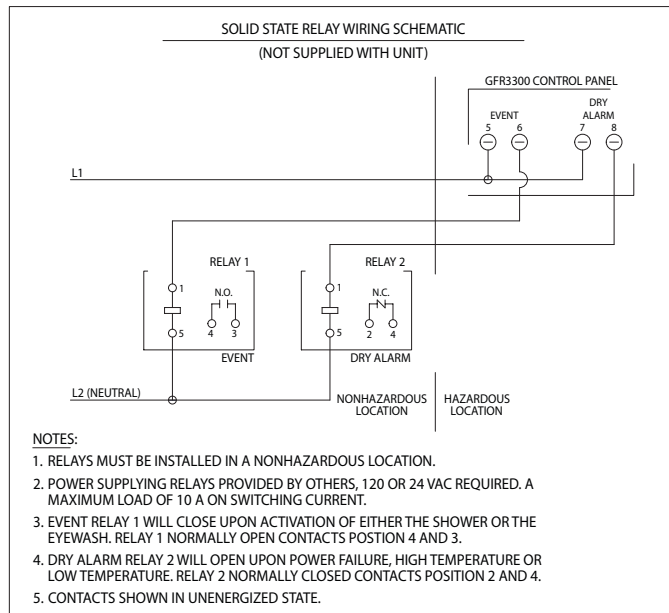 SOLID STATE RELAY WIRING SCHEMATIC
(NOT SUPPLIED WITH UNIT)
GFR3300 CONTROL PANEL
EVENT
DRY
ALARM
5 6 7 8
L1
RELAY 1
1
N.O.
4 3
5
EVENT
RELAY 2
1
N.C.
2 4
5
DRY ALARM
L2 (NEUTRAL)
NONHAZARDOUS
LOCATION
HAZARDOUS
LOCATION
NOTES:
1. RELAYS MUST BE INSTALLED IN A NONHAZARDOUS LOCATION.
2. POWER SUPPLYING RELAYS PROVIDED BY OTHERS, 120 OR 24 VAC REQUIRED. A
MAXIMUM LOAD OF 10 A ON SWITCHING CURRENT.
3. EVENT RELAY 1 WILL CLOSE UPON ACTIVATION OF EITHER THE SHOWER OR THE
EYEWASH. RELAY 1 NORMALLY OPEN CONTACTS POSTION 4 AND 3.
4. DRY ALARM RELAY 2 WILL OPEN UPON POWER FAILURE, HIGH TEMPERATURE OR
LOW TEMPERATURE. RELAY 2 NORMALLY CLOSED CONTACTS POSITION 2 AND 4.
5. CONTACTS SHOWN IN UNENERGIZED STATE.